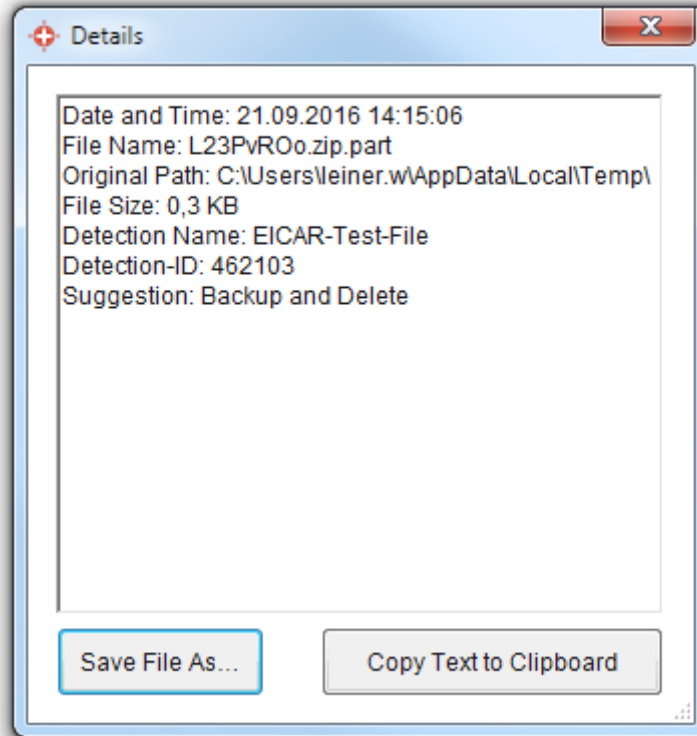 Details
Date and Time: 21.09.2016 14:15:06
File Name: L23PvROo.zip.part
Original Path: C:\Users\leiner.w\AppData\Local\Temp\
File Size: 0,3 KB
Detection Name: EICAR-Test-File
Detection-ID: 462103
Suggestion: Backup and Delete
Save File As... Copy Text to Clipboard